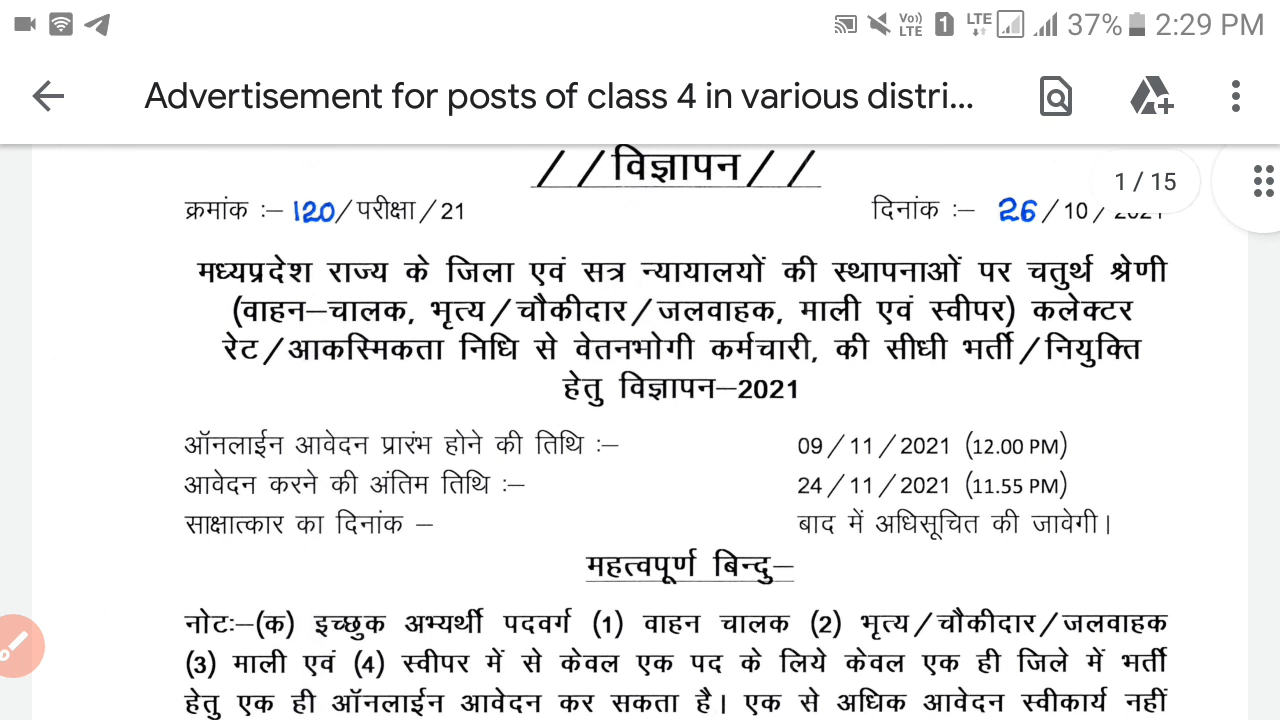 Vo) LTE 1 LTE 37% 2:29 PM
Advertisement for posts of class 4 in various distri...
//विज्ञापन//
1 / 15
क्रमांक :– 120/परीक्षा/21 दिनांक :– 26/10/2021
मध्यप्रदेश राज्य के जिला एवं सत्र न्यायालयों की स्थापनाओं पर चतुर्थ श्रेणी
(वाहन–चालक, भृत्य/चौकीदार/जलवाहक, माली एवं स्वीपर) कलेक्टर
रेट/आकस्मिकता निधि से वेतनभोगी कर्मचारी, की सीधी भर्ती/नियुक्ति
हेतु विज्ञापन–2021
ऑनलाईन आवेदन प्रारंभ होने की तिथि :– 09/11/2021 (12.00 PM)
आवेदन करने की अंतिम तिथि :– 24/11/2021 (11.55 PM)
साक्षात्कार का दिनांक – बाद में अधिसूचित की जावेगी।
महत्वपूर्ण बिन्दु–
नोटः–(क) इच्छुक अभ्यर्थी पदवर्ग (1) वाहन चालक (2) भृत्य/चौकीदार/जलवाहक
(3) माली एवं (4) स्वीपर में से केवल एक पद के लिये केवल एक ही जिले में भर्ती
हेतु एक ही ऑनलाईन आवेदन कर सकता है। एक से अधिक आवेदन स्वीकार्य नहीं